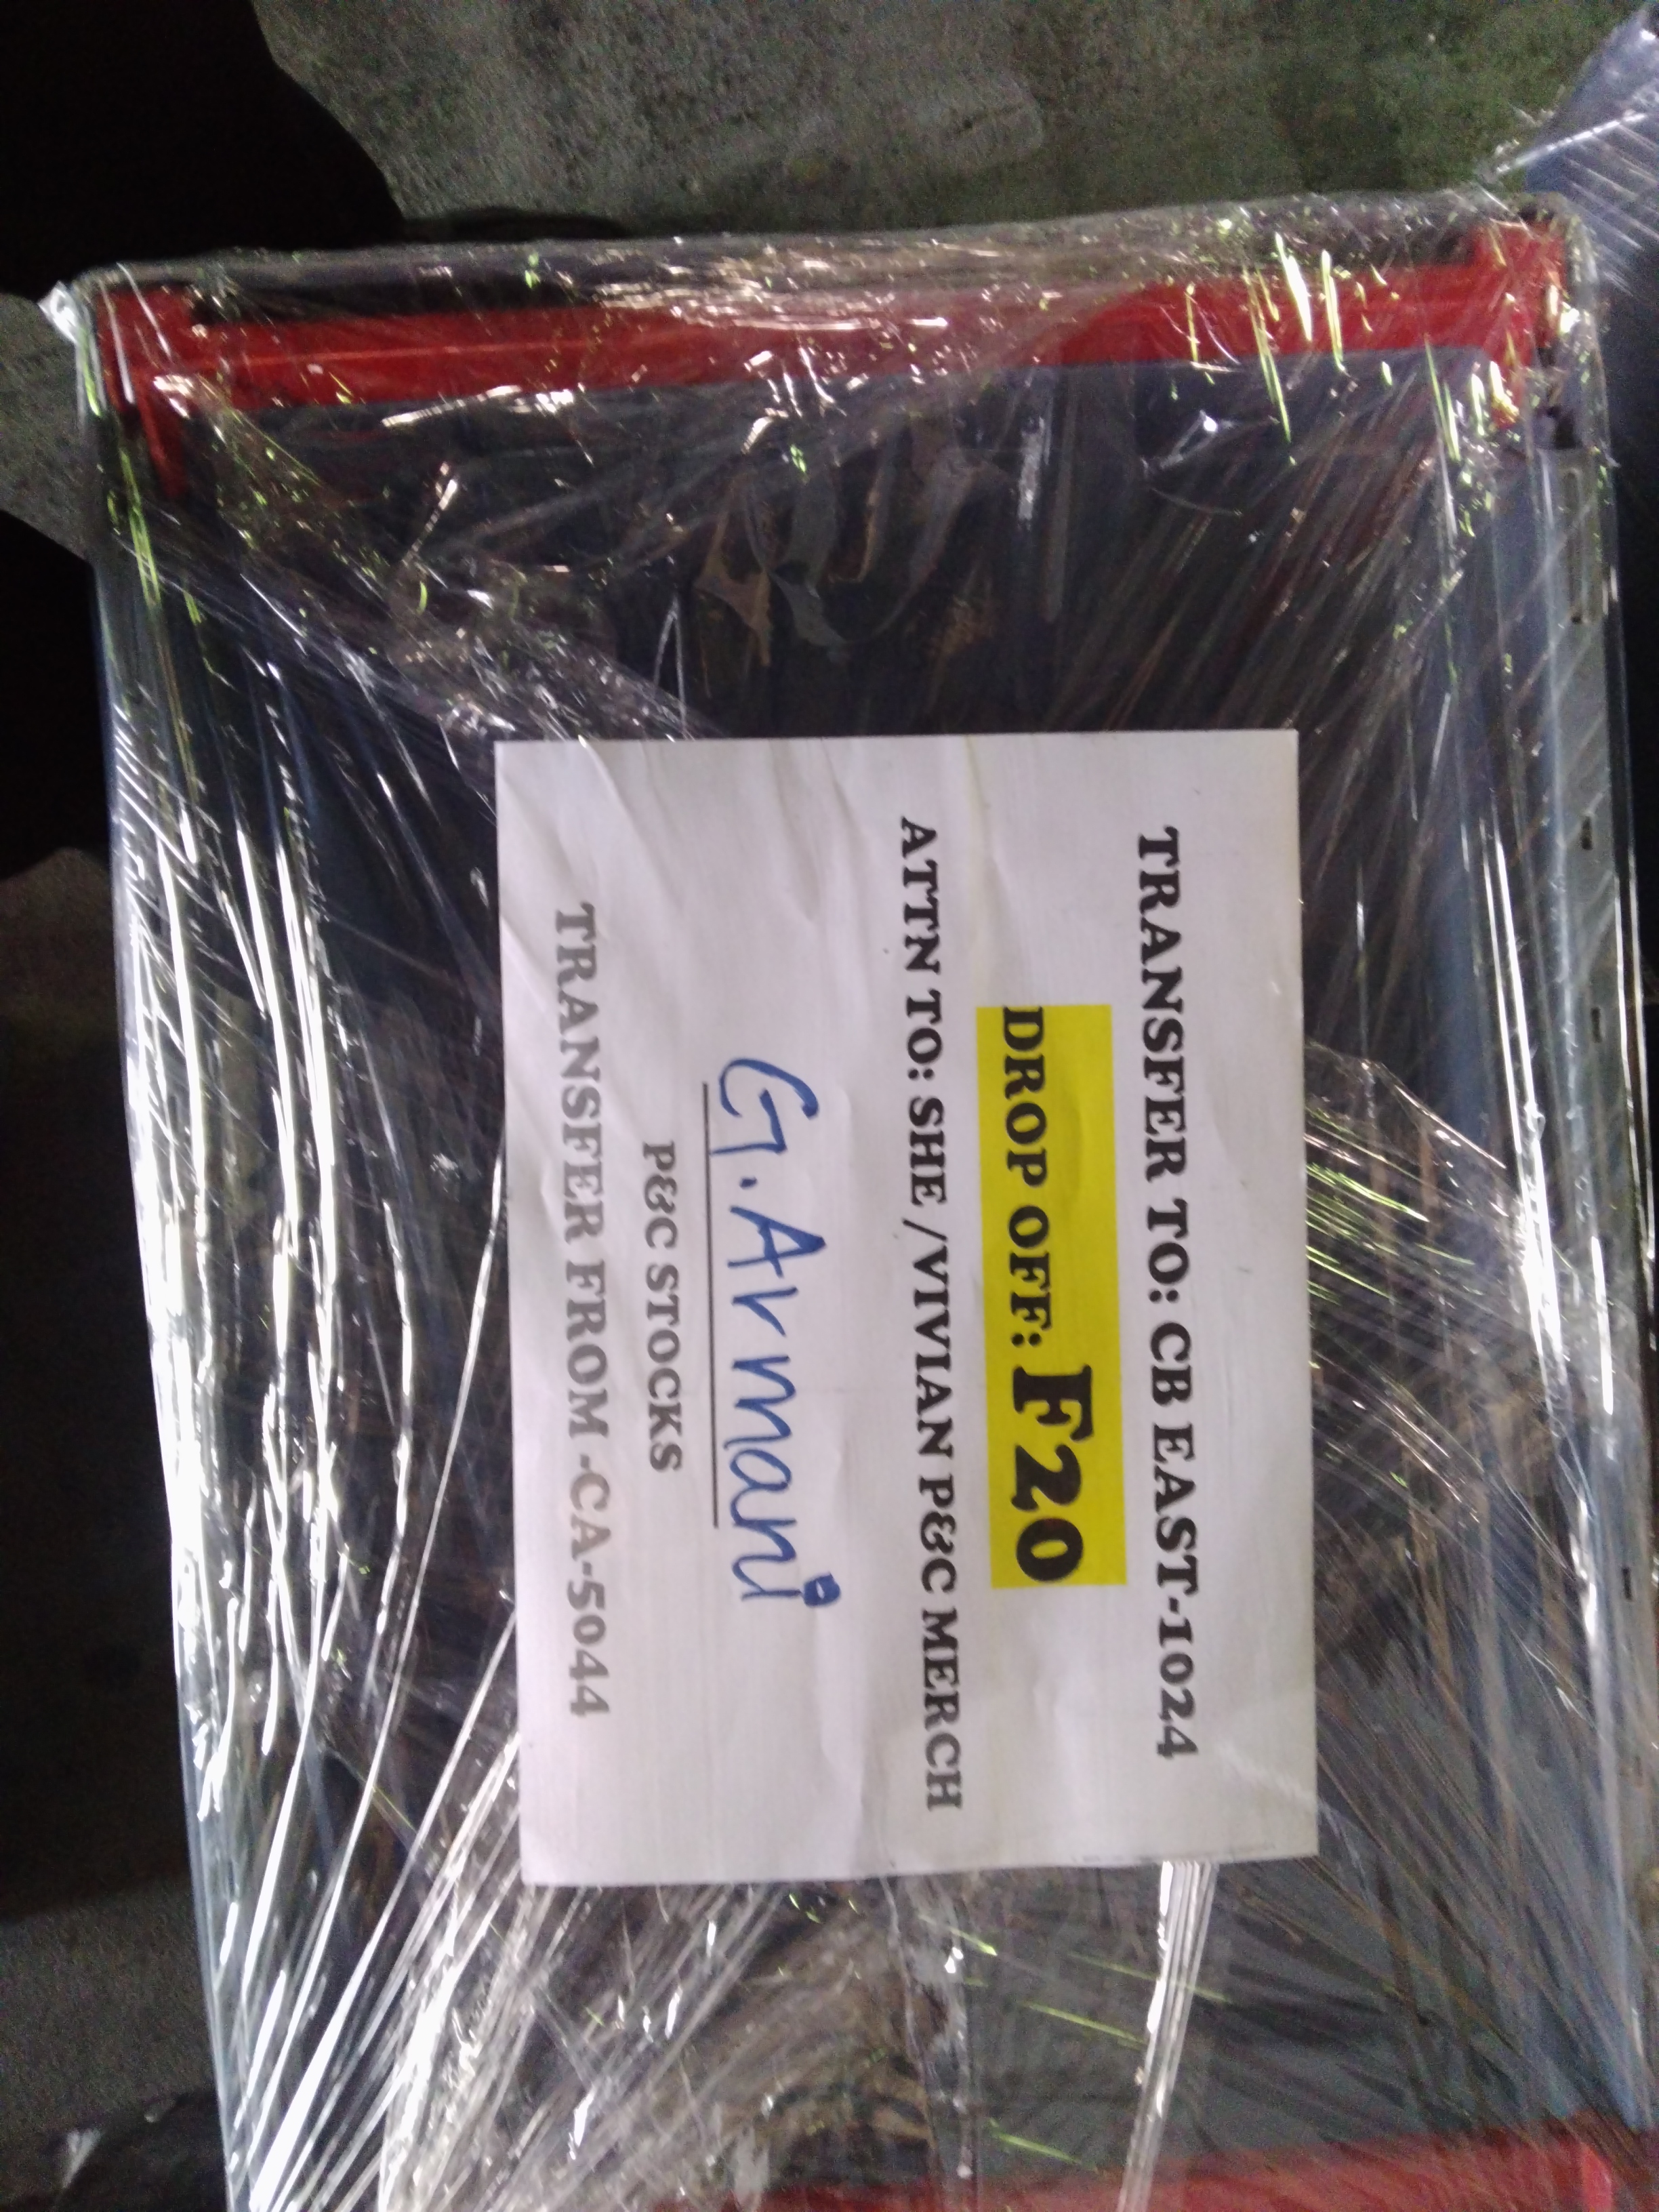 TRANSFER TO: CB EAST-1024
DROP OFF: F20
ATTN TO: SHE /VIVIAN P&C MERCH
G. Armani
P&C STOCKS
TRANSFER FROM -CA-5044